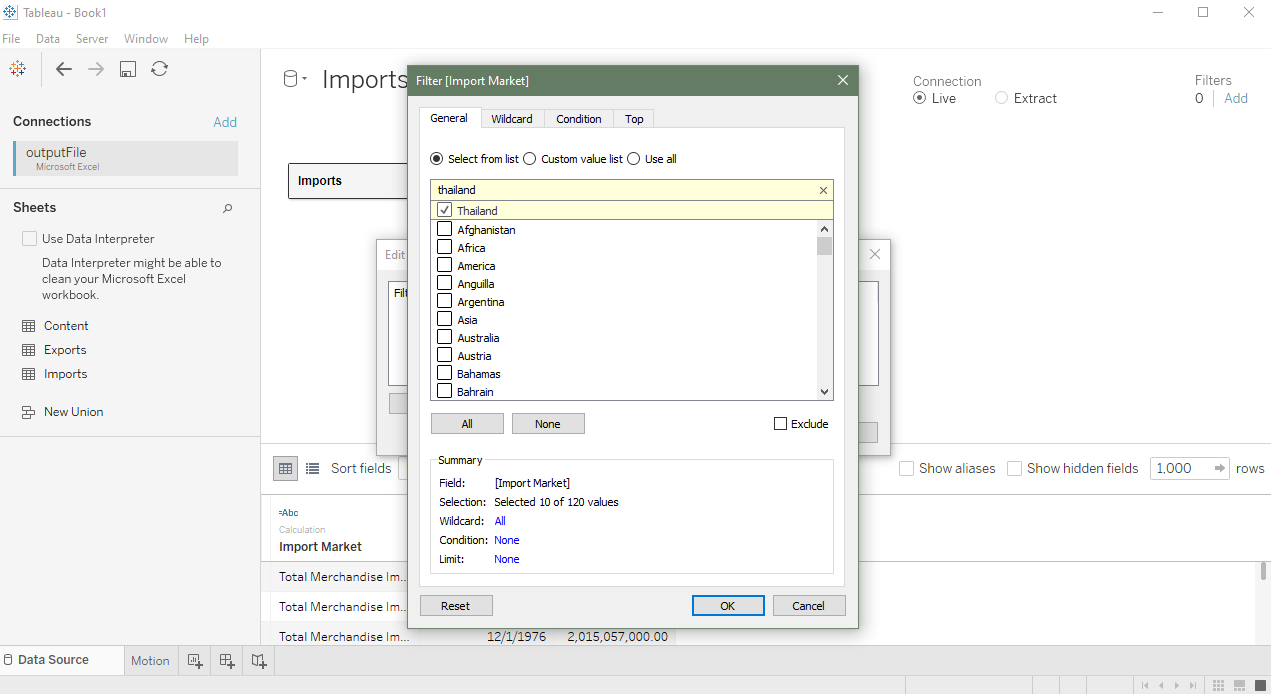 Tableau - Book1
File Data Server Window Help
Connections Add
outputFile
Microsoft Excel
Sheets
Use Data Interpreter
Data Interpreter might be able to
clean your Microsoft Excel
workbook.
Content
Exports
Imports
New Union
Imports
Connection
Live Extract
Filters
0 Add
Imports
Edit
Filter [Import Market]
General Wildcard Condition Top
Select from list Custom value list Use all
thailand
Thailand
Afghanistan
Africa
America
Anguilla
Argentina
Asia
Australia
Austria
Bahamas
Bahrain
All None Exclude
Summary
Field: [Import Market]
Selection: Selected 10 of 120 values
Wildcard: All
Condition: None
Limit: None
Reset OK Cancel
Sort fields
Show aliases Show hidden fields 1,000 rows
=Abc
Calculation
Import Market
Total Merchandise Im...
Total Merchandise Im...
Total Merchandise Im... 12/1/1976 2,015,057,000.00
Data Source Motion